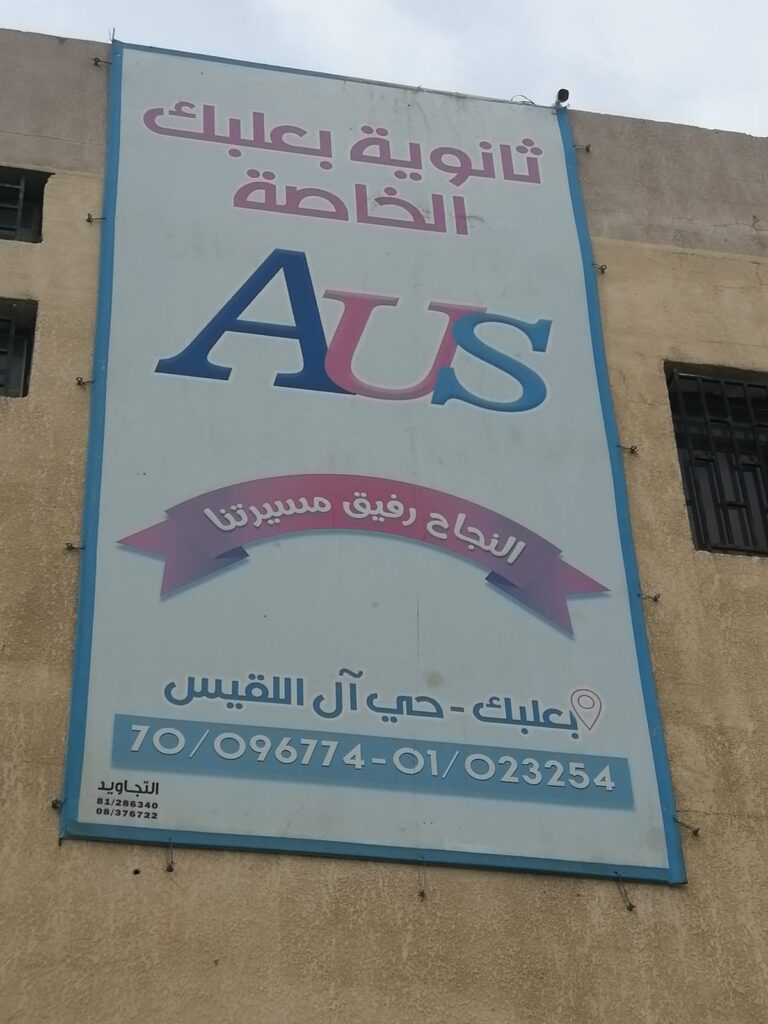 ثانوية بعلبك
الخاصة
AUS
النجاح رفيق مسيرتنا
بعلبك - حي آل اللقيس
70/096774-01/023254
التجاويد
81/286340
08/376722